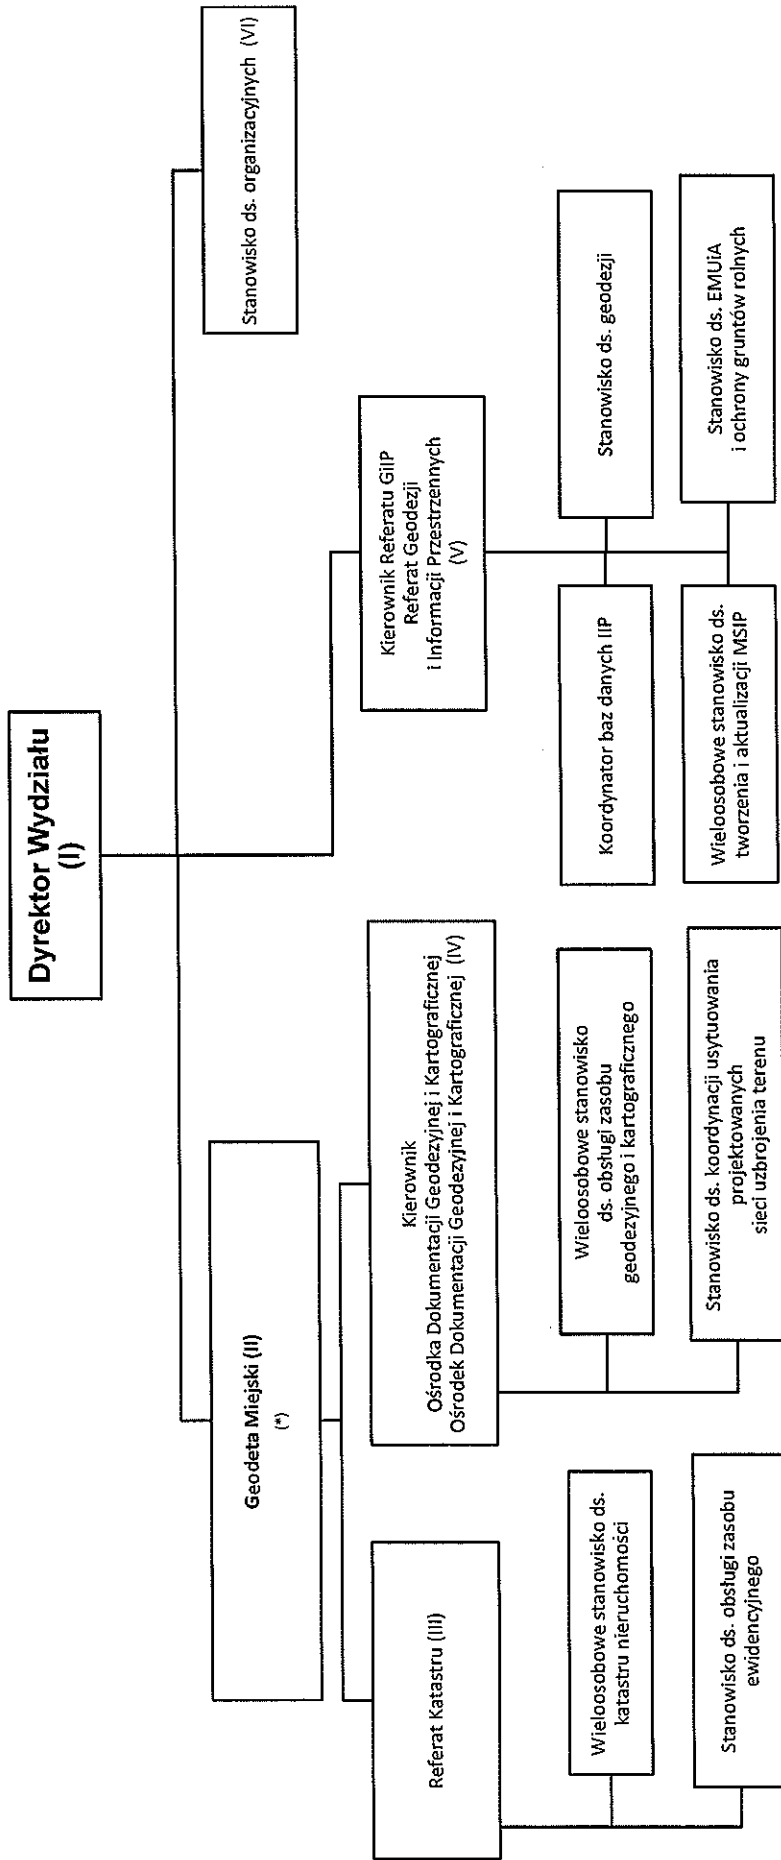 Dyrektor Wydziału
(I)
Stanowisko ds. organizacyjnych (VI)
Geodeta Miejski (II)
(*)
Referat Katastru (III)
Kierownik
Ośrodka Dokumentacji Geodezyjnej i Kartograficznej
Ośrodek Dokumentacji Geodezyjnej i Kartograficznej (IV)
Kierownik Referatu GiIP
Referat Geodezji
i Informacji Przestrzennych
(V)
Wieloosobowe stanowisko ds.
katastru nieruchomości
Stanowisko ds. obsługi zasobu
ewidencyjnego
Wieloosobowe stanowisko
ds. obsługi zasobu
geodezyjnego i kartograficznego
Stanowisko ds. koordynacji usytuowania
projektowanych
sieci uzbrojenia terenu
Koordynator baz danych IIP
Stanowisko ds. geodezji
Wieloosobowe stanowisko ds.
tworzenia i aktualizacji MSIP
Stanowisko ds. EMUiA
i ochrony gruntów rolnych